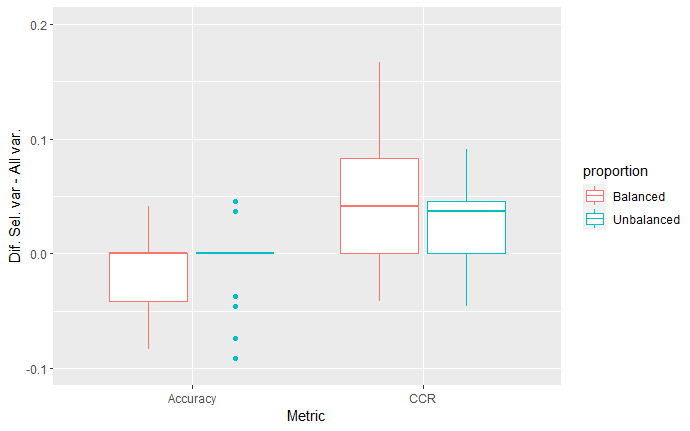 0.2
0.1
0.0
-0.1
Dif. Sel. var - All var.
Accuracy
CCR
Metric
proportion
Balanced
Unbalanced